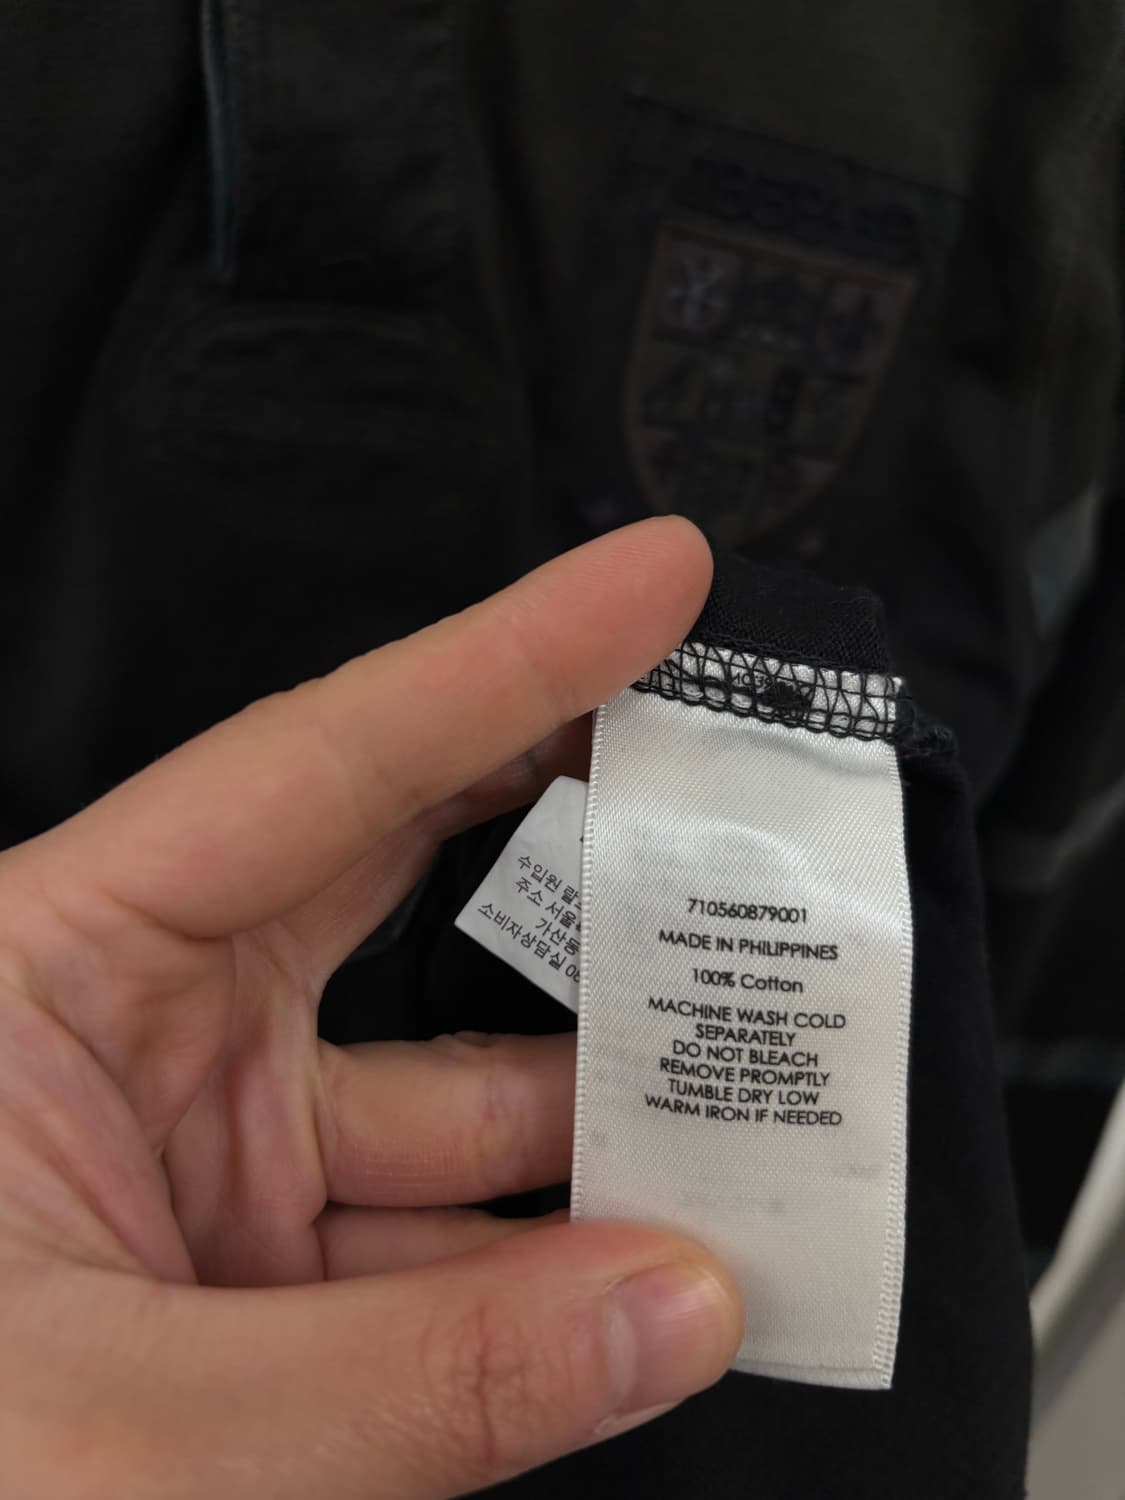 710560879001
MADE IN PHILIPPINES
100% Cotton
MACHINE WASH COLD
SEPARATELY
DO NOT BLEACH
REMOVE PROMPTLY
TUMBLE DRY LOW
WARM IRON IF NEEDED
수입원
주소 서울
가산동
소비자상담실 08